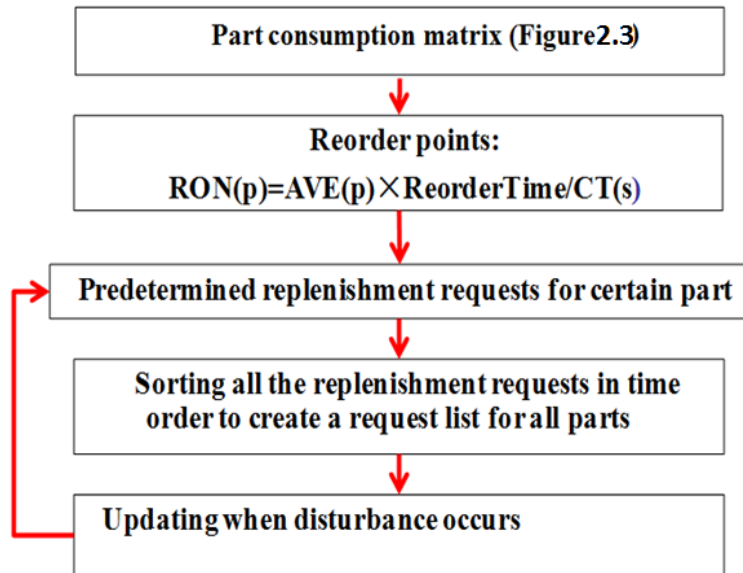 Part consumption matrix (Figure2.3)
Reorder points:
RON(p)=AVE(p)×ReorderTime/CT(s)
Predetermined replenishment requests for certain part
Sorting all the replenishment requests in time
order to create a request list for all parts
Updating when disturbance occurs